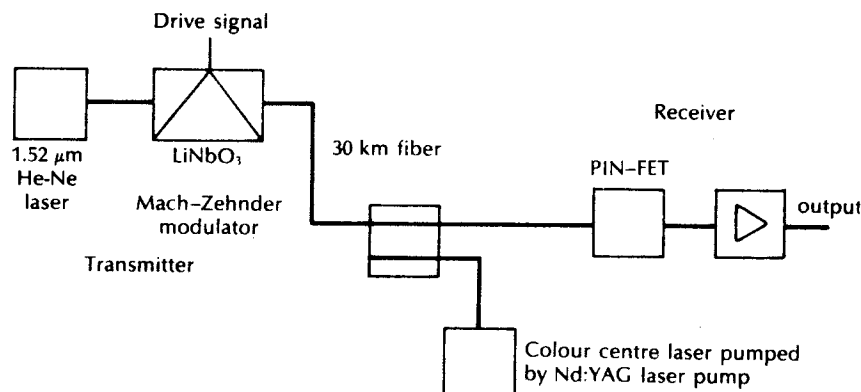 Drive signal
1.52 μm
He-Ne
laser
LiNbO₃
Mach-Zehnder
modulator
Transmitter
30 km fiber
Receiver
PIN-FET
output
Colour centre laser pumped
by Nd:YAG laser pump